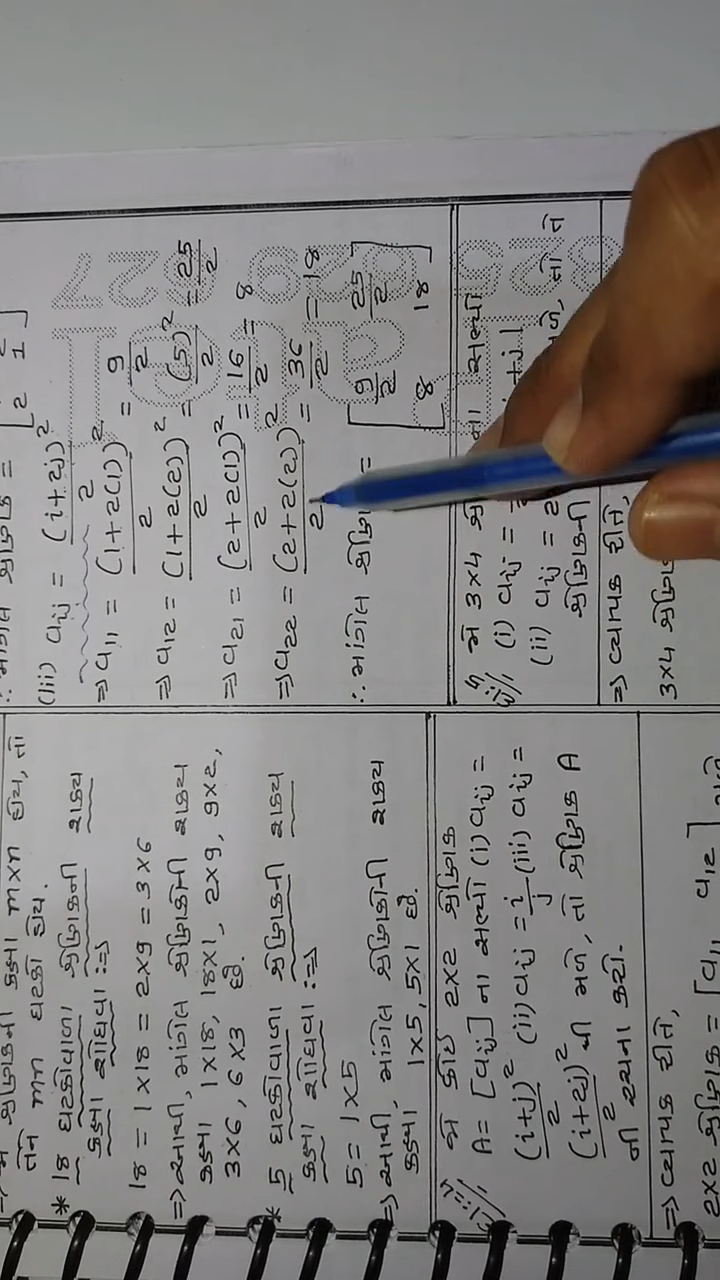 તેને mn ઘટકો હોય.
* 18 ઘટકોવાળા શ્રેણિકની શક્ય
કક્ષા શોધવા :⇒
18 = 1×18 = 2×9 = 3×6
⇒ આથી, માંગેલ શ્રેણિકોની શક્ય
કક્ષા 1×18, 18×1, 2×9, 9×2,
3×6, 6×3 છે.
* 5 ઘટકોવાળા શ્રેણિકની શક્ય
કક્ષા શોધવા :⇒
5 = 1×5
⇒ આથી, માંગેલ શ્રેણિકોની શક્ય
કક્ષા 1×5, 5×1 છે.
જો કોઈ 2×2 શ્રેણિક
A = [aij] ના સભ્યો (i) aij =
(i+j)²/2 (ii) aij = i/j (iii) aij =
(i+2j)²/2 થી મળે, તો શ્રેણિક A
ની રચના કરો.
⇒ વ્યાપક રીતે,
2×2 શ્રેણિક = [a11 a12]
∴ માંગેલ શ્રેણિક =
(iii) aij = (i+2j)²/2
⇒ a11 = (1+2(1))²/2 = 9/2
⇒ a12 = (1+2(2))²/2 = (5)²/2 = 25/2
⇒ a21 = (2+2(1))²/2 = 16/2 = 8
⇒ a22 = (2+2(2))²/2 = 36/2 = 18
∴ માંગેલ = [9/2 25/2
8 18]
જો 3×4 ના સભ્યો
(i) aij =
(ii) aij = 2 મળે, તો તે
શ્રેણિકની
⇒ વ્યાપક રીતે,
3×4